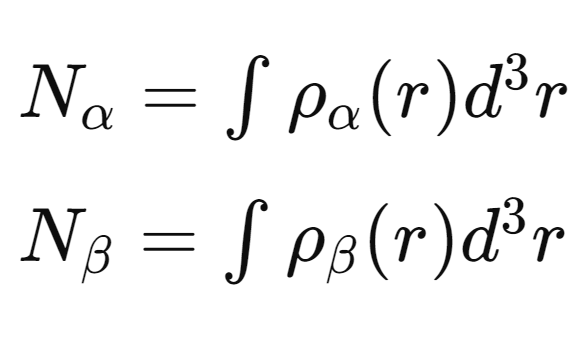 N_α = ∫ ρ_α(r)d³r
N_β = ∫ ρ_β(r)d³r